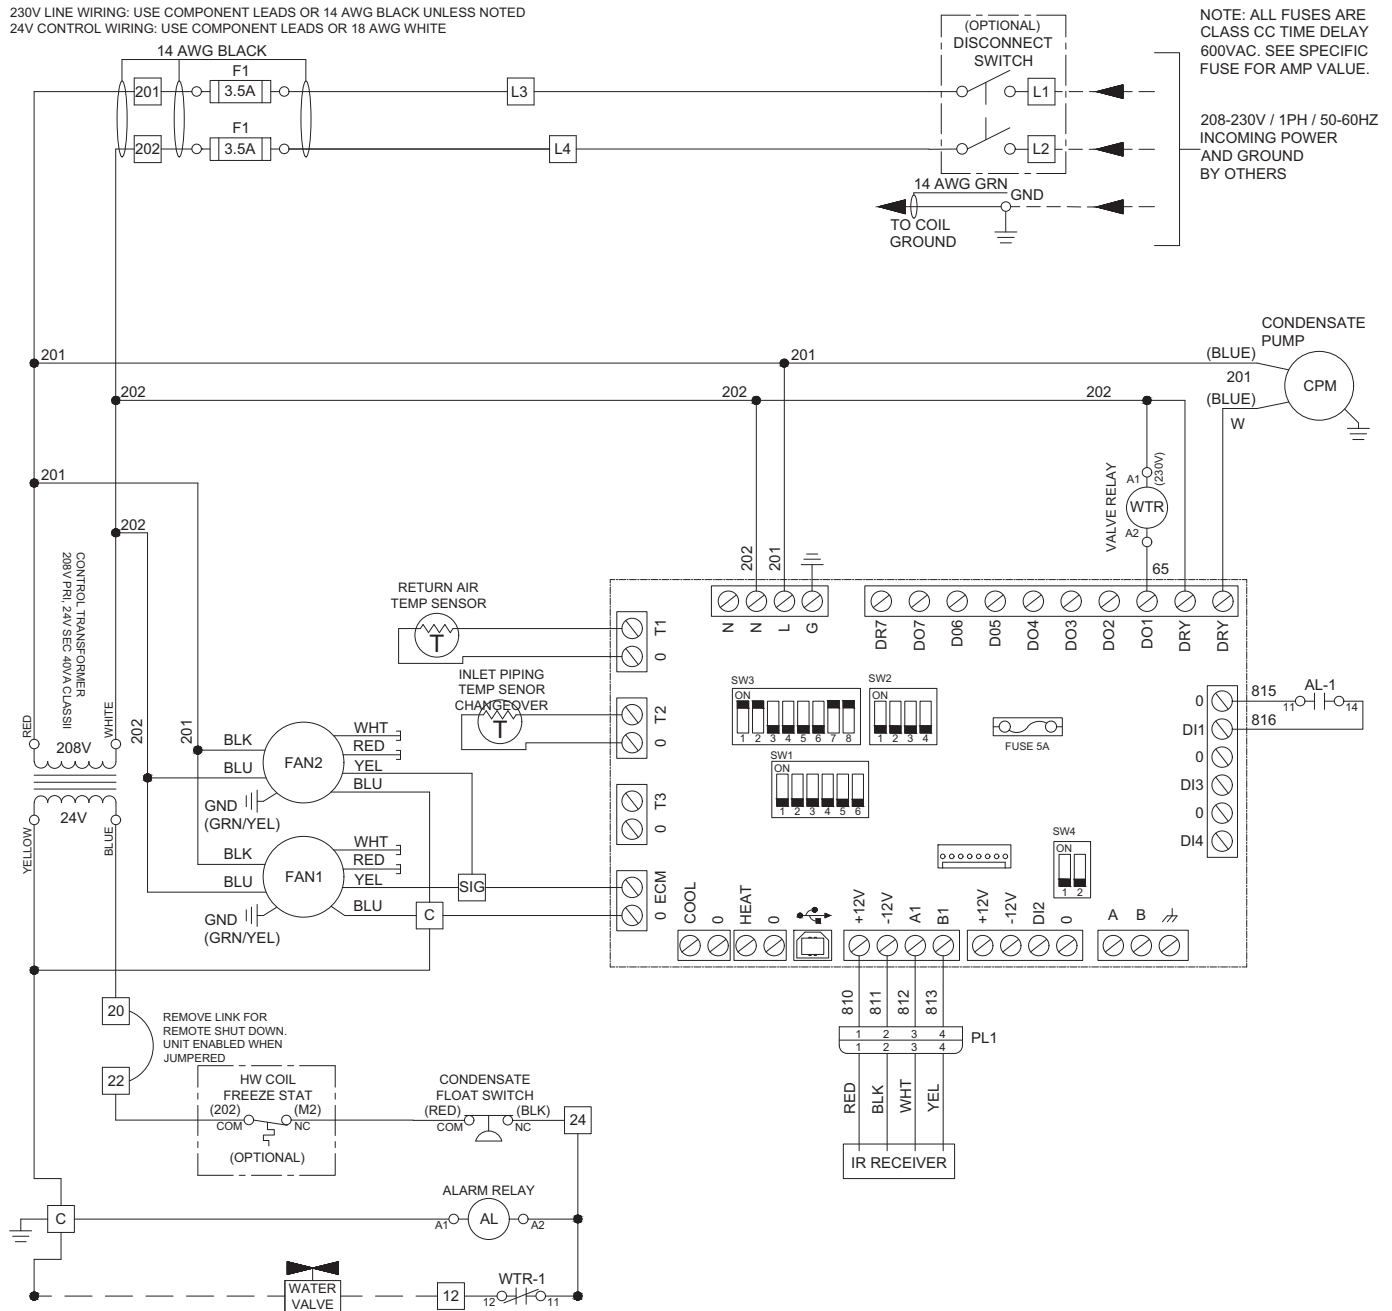 230V LINE WIRING: USE COMPONENT LEADS OR 14 AWG BLACK UNLESS NOTED
24V CONTROL WIRING: USE COMPONENT LEADS OR 18 AWG WHITE
14 AWG BLACK
201
F1
3.5A
L3
202
F1
3.5A
L4
(OPTIONAL)
DISCONNECT
SWITCH
L1
L2
14 AWG GRN
GND
TO COIL
GROUND
NOTE: ALL FUSES ARE
CLASS CC TIME DELAY
600VAC. SEE SPECIFIC
FUSE FOR AMP VALUE.
208-230V / 1PH / 50-60HZ
INCOMING POWER
AND GROUND
BY OTHERS
CONDENSATE
PUMP
201
201
(BLUE)
201
CPM
202
202
202
(BLUE)
W
201
202
VALVE RELAY
A1
(230V)
WTR
A2
65
202
201
CONTROL TRANSFORMER
208V PRI, 24V SEC 40VA CLASSII
RED
WHITE
208V
24V
YELLOW
BLUE
202
201
RETURN AIR
TEMP SENSOR
T
INLET PIPING
TEMP SENOR
CHANGEOVER
T
BLK
BLU
GND
(GRN/YEL)
FAN2
WHT
RED
YEL
BLU
BLK
BLU
GND
(GRN/YEL)
FAN1
WHT
RED
YEL
BLU
SIG
C
T1
0
T2
0
T3
0
ECM
0
N
N
L
G
DR7
DO7
D06
D05
DO4
DO3
DO2
DO1
DRY
DRY
SW3
ON
1 2 3 4 5 6 7 8
SW2
ON
1 2 3 4
SW1
ON
1 2 3 4 5 6
FUSE 5A
SW4
ON
1 2
0
DI1
0
DI3
0
DI4
815
816
AL-1
11
14
COOL
0
HEAT
0
+12V
-12V
A1
B1
+12V
-12V
DI2
0
A
B
810
811
812
813
1 2 3 4
1 2 3 4
PL1
RED
BLK
WHT
YEL
IR RECEIVER
20
REMOVE LINK FOR
REMOTE SHUT DOWN.
UNIT ENABLED WHEN
JUMPERED
22
HW COIL
FREEZE STAT
(202)
(M2)
COM
NC
(OPTIONAL)
CONDENSATE
FLOAT SWITCH
(RED)
(BLK)
COM
NC
24
ALARM RELAY
C
A1
AL
A2
WATER
VALVE
12
WTR-1
12
11